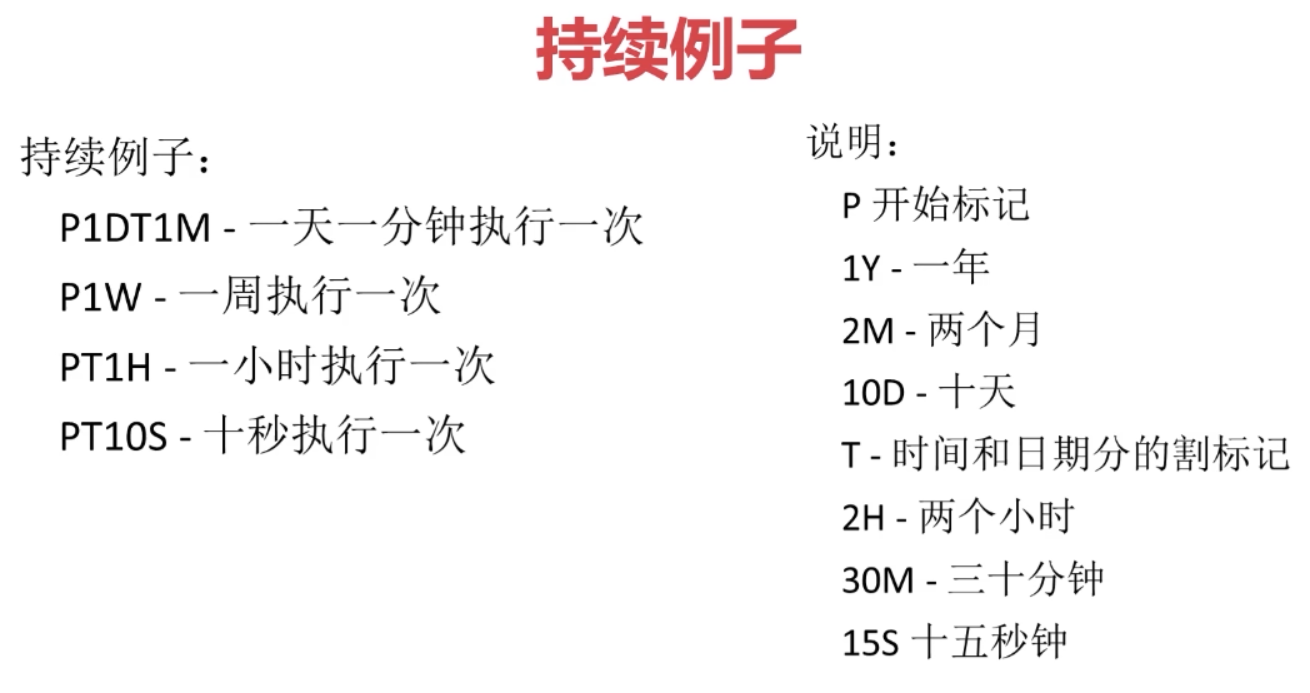 持续例子
持续例子：
P1DT1M - 一天一分钟执行一次
P1W - 一周执行一次
PT1H - 一小时执行一次
PT10S - 十秒执行一次
说明：
P 开始标记
1Y - 一年
2M - 两个月
10D - 十天
T - 时间和日期分的割标记
2H - 两个小时
30M - 三十分钟
15S 十五秒钟